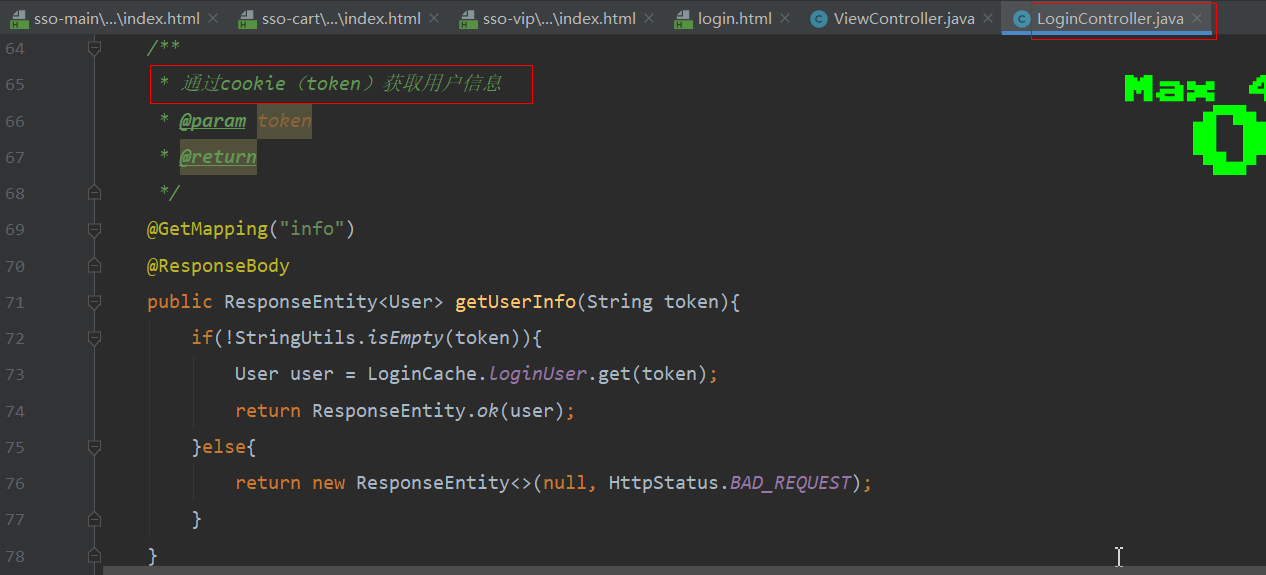 sso-main\...\index.html × sso-cart\...\index.html × sso-vip\...\index.html × login.html × ViewController.java × LoginController.java ×
64 /**
65 * 通过cookie（token）获取用户信息
66 * @param token
67 * @return
68 */
69 @GetMapping("info")
70 @ResponseBody
71 public ResponseEntity<User> getUserInfo(String token){
72 if(!StringUtils.isEmpty(token)){
73 User user = LoginCache.loginUser.get(token);
74 return ResponseEntity.ok(user);
75 }else{
76 return new ResponseEntity<>(null, HttpStatus.BAD_REQUEST);
77 }
78 }
Max 4
0